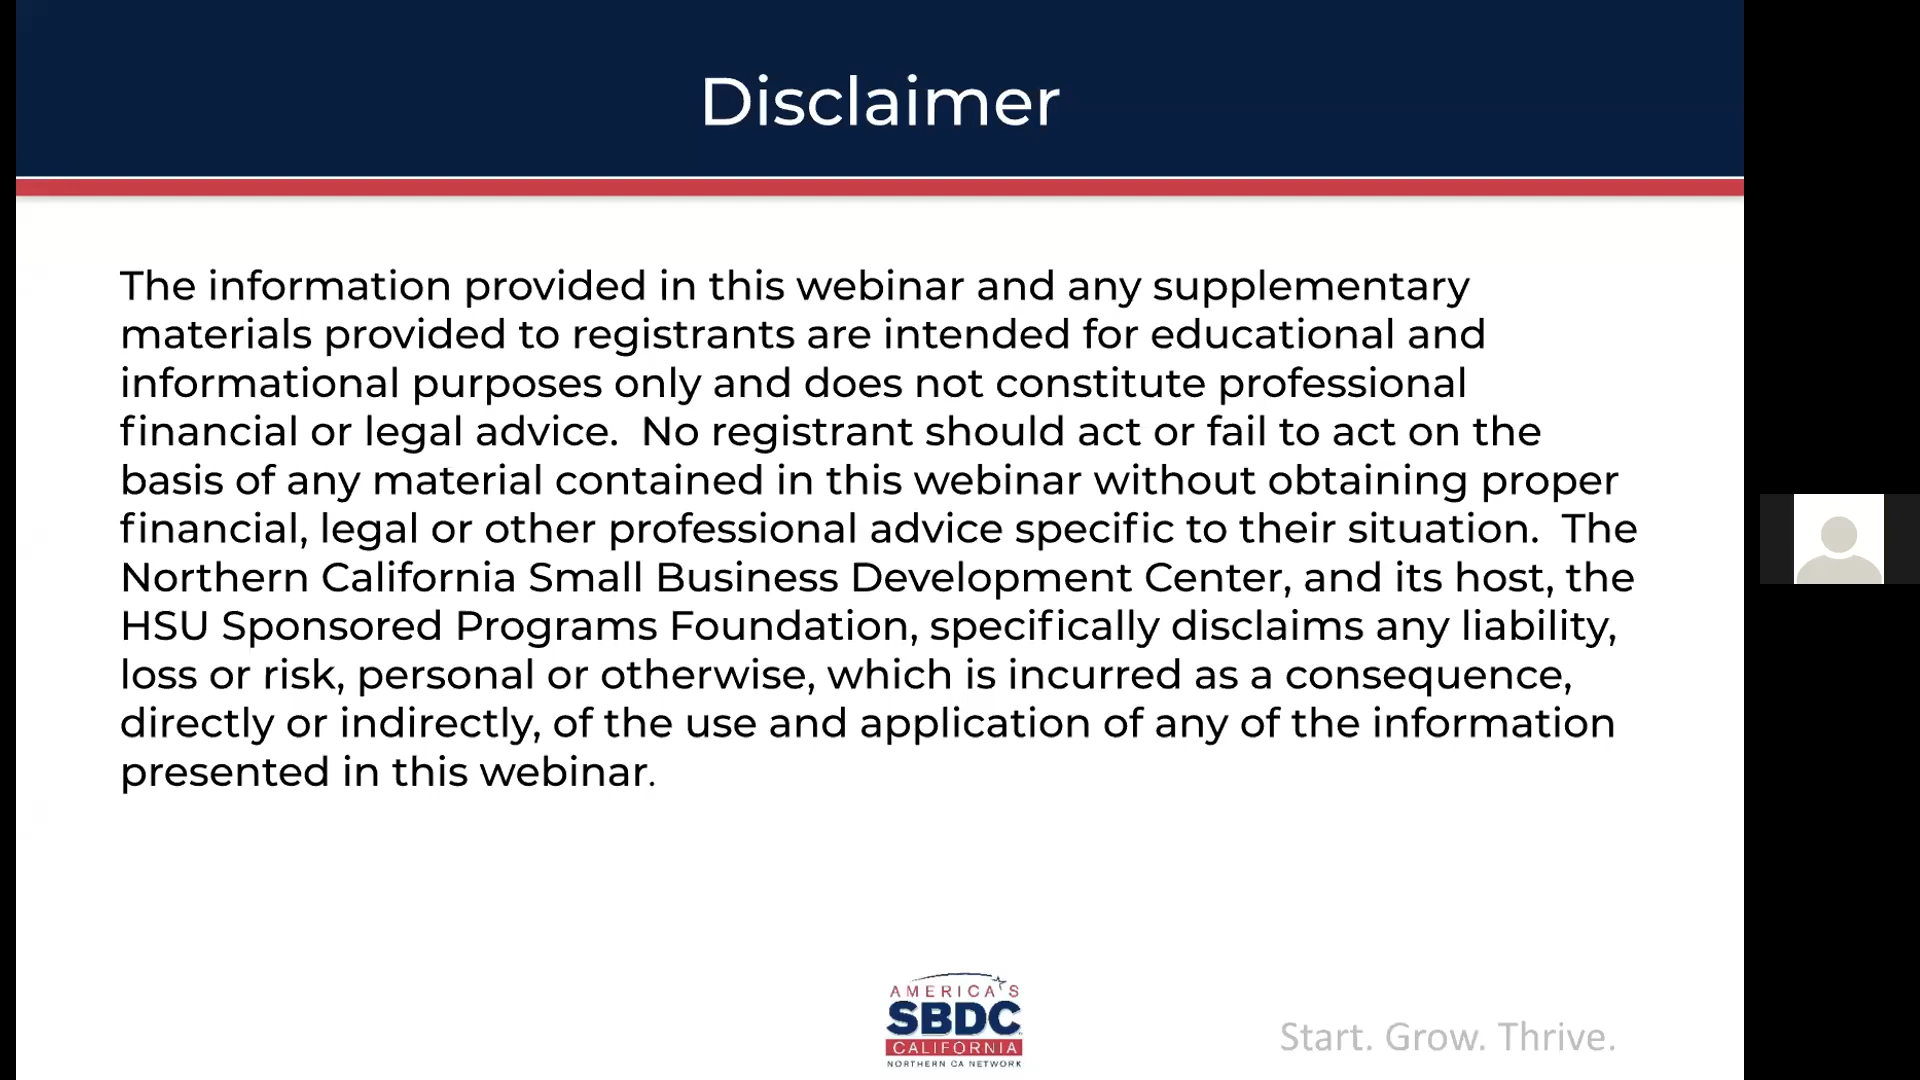 Disclaimer
The information provided in this webinar and any supplementary
materials provided to registrants are intended for educational and
informational purposes only and does not constitute professional
financial or legal advice.  No registrant should act or fail to act on the
basis of any material contained in this webinar without obtaining proper
financial, legal or other professional advice specific to their situation.  The
Northern California Small Business Development Center, and its host, the
HSU Sponsored Programs Foundation, specifically disclaims any liability,
loss or risk, personal or otherwise, which is incurred as a consequence,
directly or indirectly, of the use and application of any of the information
presented in this webinar.
AMERICA'S
SBDC
CALIFORNIA
NORTHERN CA NETWORK
Start. Grow. Thrive.